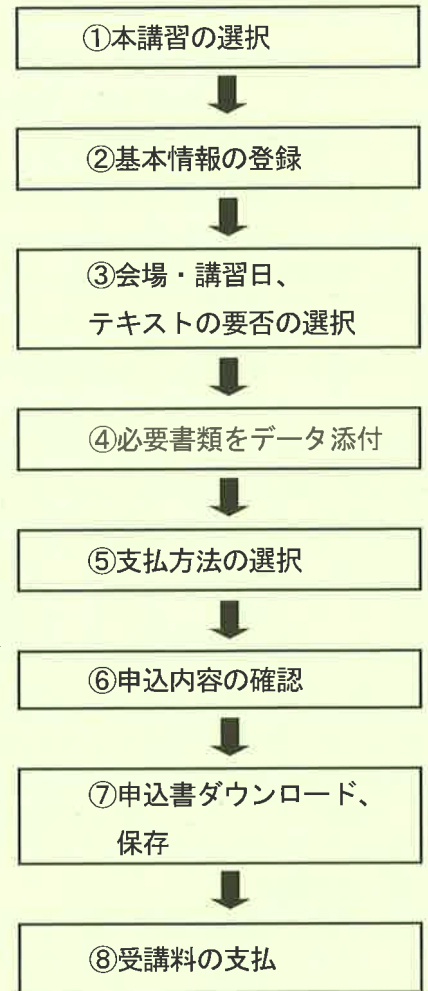 ①本講習の選択
②基本情報の登録
③会場・講習日、
テキストの要否の選択
④必要書類をデータ添付
⑤支払方法の選択
⑥申込内容の確認
⑦申込書ダウンロード、
保存
⑧受講料の支払